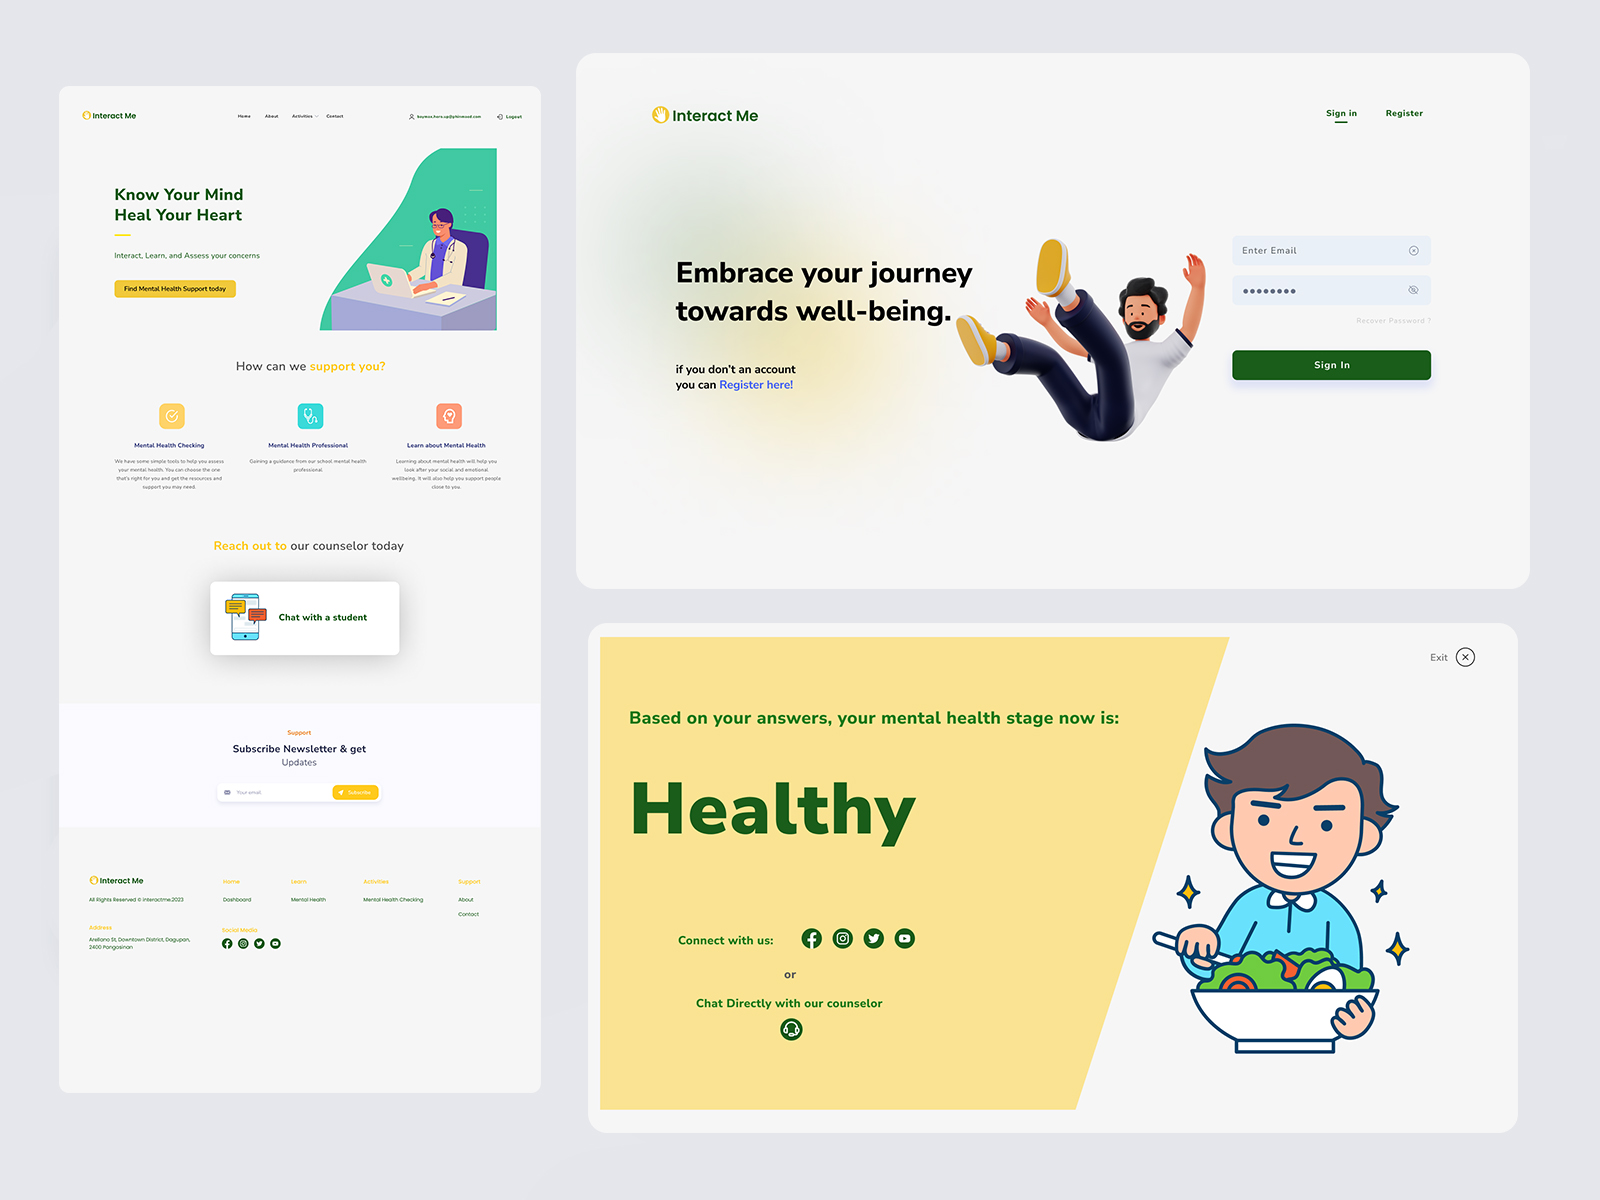 Interact Me
Home About Activities Contact
Logout
Know Your Mind
Heal Your Heart
Interact, Learn, and Assess your concerns
Find Mental Health Support today
How can we support you?
Mental Health Checking
We have some simple tools to help you assess
your mental health. You can choose the one
that's right for you and get the resources and
support you may need.
Mental Health Professional
Gaining a guidance from our school mental health
professional
Learn about Mental Health
Learning about mental health will help you
look after your social and emotional
wellbeing. It will also help you support people
close to you.
Reach out to our counselor today
Chat with a student
Support
Subscribe Newsletter & get
Updates
Your email
Subscribe
Interact Me
All Rights Reserved © interactme,2023
Address
Arellano St, Downtown District, Dagupan,
2400 Pangasinan
Home
Dashboard
Social Media
Learn
Mental Health
Activities
Mental Health Checking
Support
About
Contact
Interact Me
Sign in Register
Embrace your journey
towards well-being.
if you don't an account
you can Register here!
Enter Email
Recover Password ?
Sign In
Exit
Based on your answers, your mental health stage now is:
Healthy
Connect with us:
or
Chat Directly with our counselor